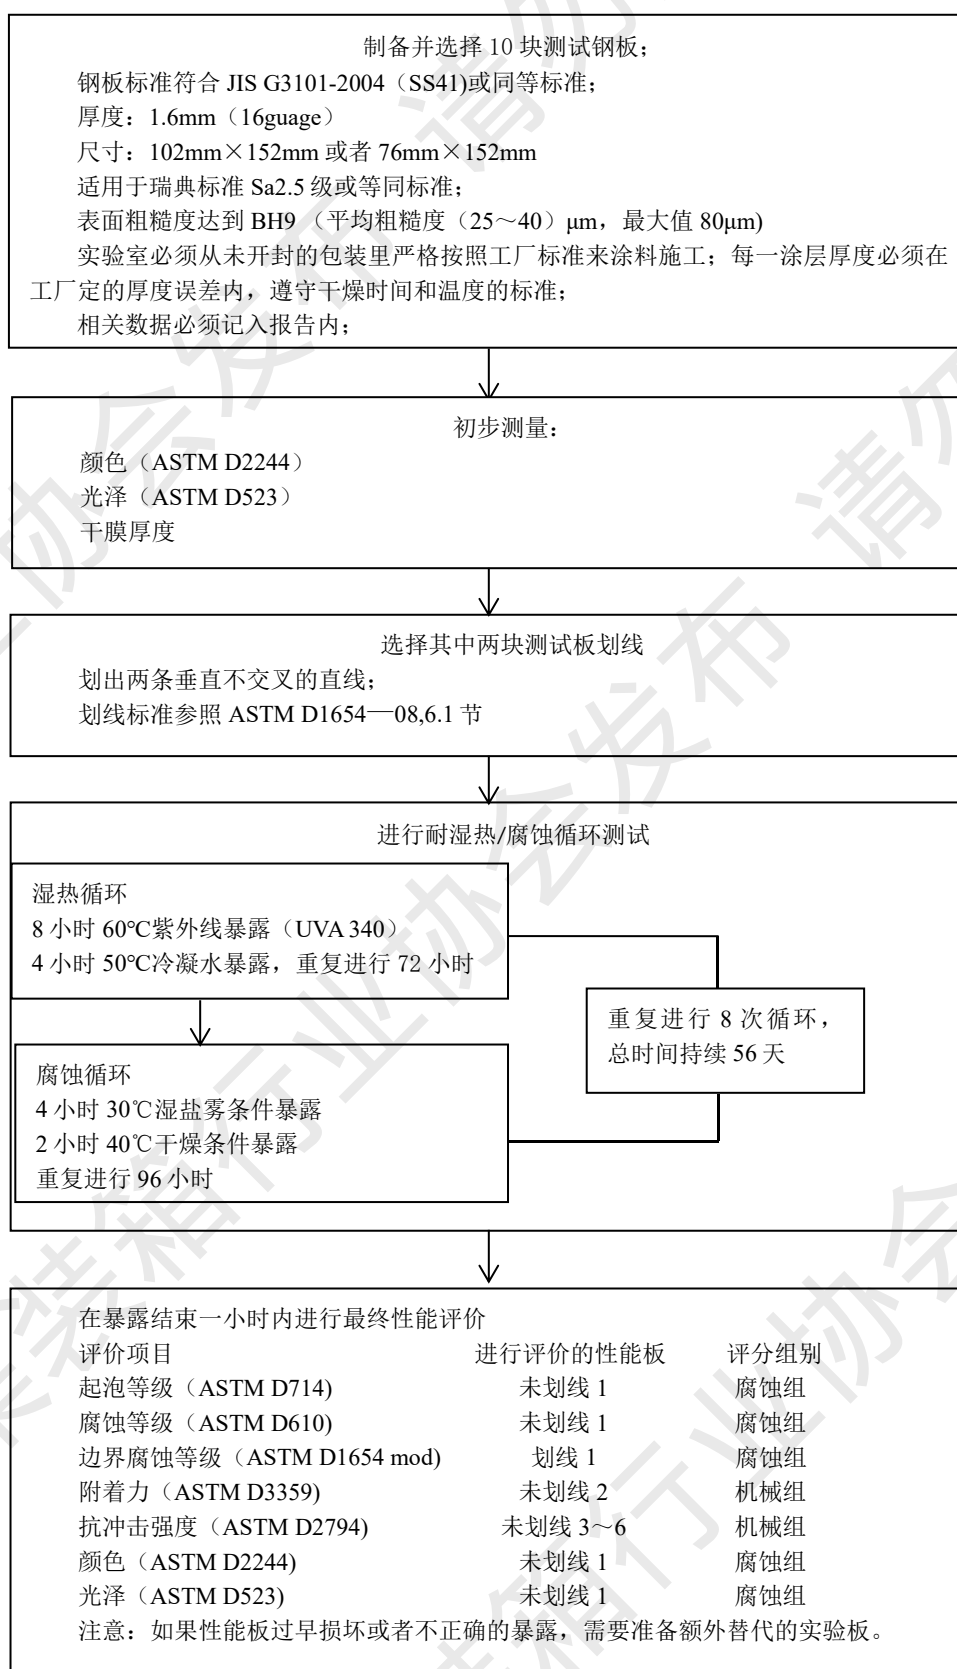 制备并选择 10 块测试钢板；
钢板标准符合 JIS G3101-2004（SS41)或同等标准；
厚度：1.6mm（16guage）
尺寸：102mm×152mm 或者 76mm×152mm
适用于瑞典标准 Sa2.5 级或等同标准；
表面粗糙度达到 BH9 （平均粗糙度（25～40）μm，最大值 80μm)
实验室必须从未开封的包装里严格按照工厂标准来涂料施工；每一涂层厚度必须在
工厂定的厚度误差内，遵守干燥时间和温度的标准；
相关数据必须记入报告内；
初步测量：
颜色（ASTM D2244）
光泽（ASTM D523）
干膜厚度
选择其中两块测试板划线
划出两条垂直不交叉的直线；
划线标准参照 ASTM D1654—08,6.1 节
进行耐湿热/腐蚀循环测试
湿热循环
8 小时 60℃紫外线暴露（UVA 340）
4 小时 50℃冷凝水暴露，重复进行 72 小时
重复进行 8 次循环，
总时间持续 56 天
腐蚀循环
4 小时 30℃湿盐雾条件暴露
2 小时 40℃干燥条件暴露
重复进行 96 小时
在暴露结束一小时内进行最终性能评价
评价项目 进行评价的性能板 评分组别
起泡等级（ASTM D714) 未划线 1 腐蚀组
腐蚀等级（ASTM D610) 未划线 1 腐蚀组
边界腐蚀等级（ASTM D1654 mod) 划线 1 腐蚀组
附着力（ASTM D3359) 未划线 2 机械组
抗冲击强度（ASTM D2794) 未划线 3～6 机械组
颜色（ASTM D2244) 未划线 1 腐蚀组
光泽（ASTM D523) 未划线 1 腐蚀组
注意：如果性能板过早损坏或者不正确的暴露，需要准备额外替代的实验板。
装箱行业协会发布 请勿